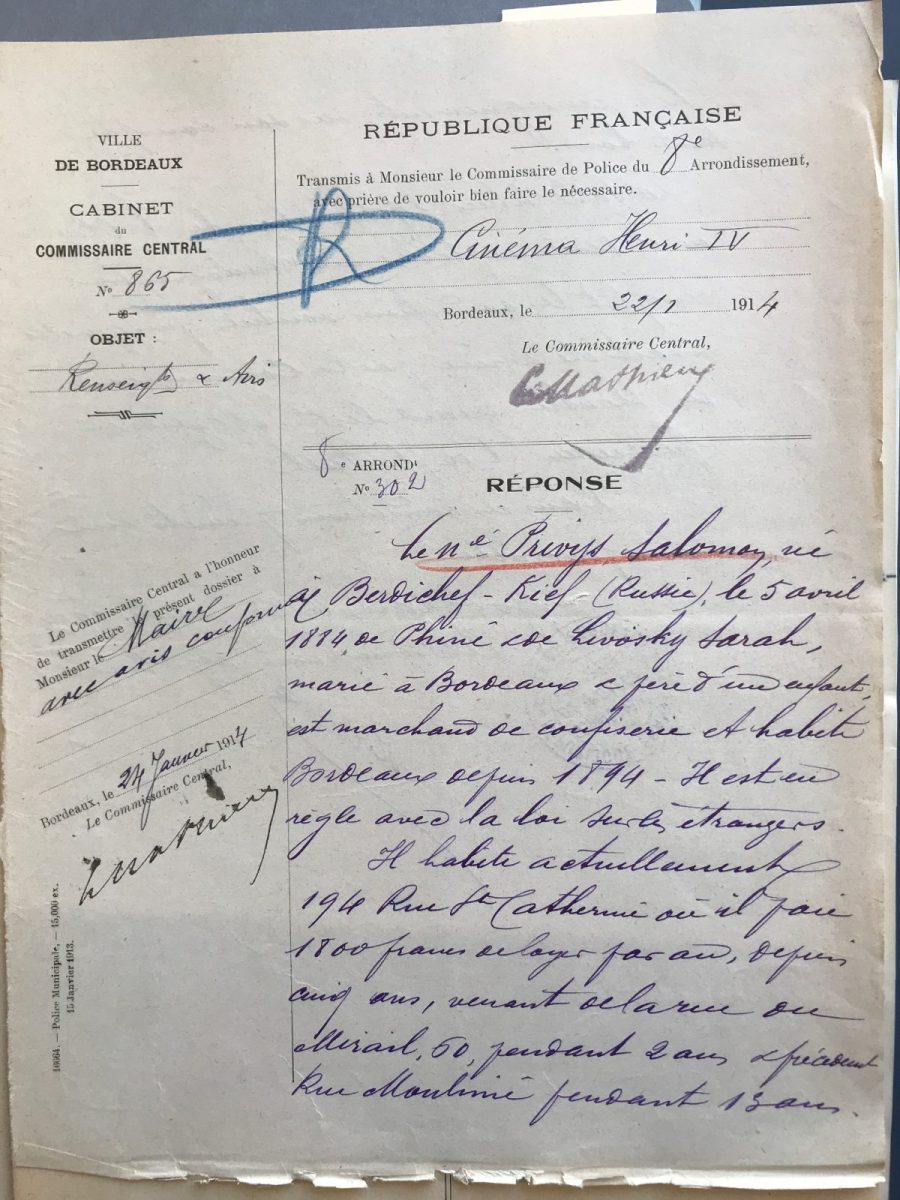 VILLE
DE BORDEAUX
CABINET
du
COMMISSAIRE CENTRAL
No 865
OBJET :
Renseigts & Avis
RÉPUBLIQUE FRANÇAISE
Transmis à Monsieur le Commissaire de Police du 8e Arrondissement,
avec prière de vouloir bien faire le nécessaire.
Cinéma Henri IV
Bordeaux, le 22/1 1914
Le Commissaire Central,
8e ARRONDt
No 302
RÉPONSE
Le né Privys Salomon, né
à Berdichef - Kief (Russie), le 5 avril
1884, de Phiné & de Livosky Sarah,
marié à Bordeaux & père d'un enfant,
est marchand de confiserie et habite
Bordeaux depuis 1894 - Il est en
règle avec la loi sur les étrangers.
Il habite actuellement
194 Rue St Catherine où il paie
1800 francs de loyer par an, depuis
cinq ans, venant de la rue du
Mirail, 60, pendant 2 ans & précédemt
Rue Moulinié pendant 13 ans.
Le Commissaire Central a l'honneur
de transmettre le présent dossier à
Monsieur le Maire
avec avis conforme
Bordeaux, le 24 Janvier 1914
Le Commissaire Central,
10064. — Police Municipale, — 15,000 ex.
15 Janvier 1913.